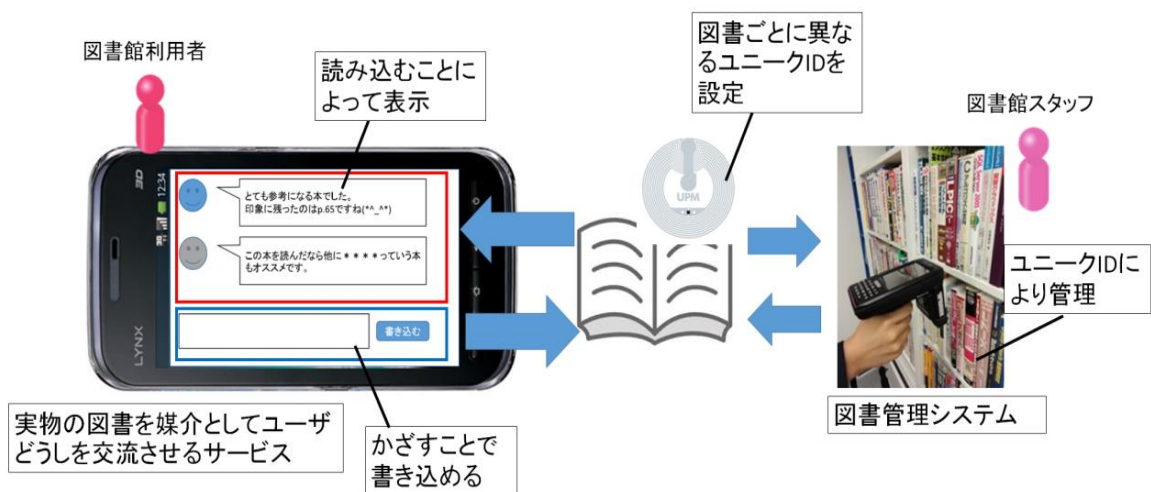 図書館利用者
読み込むことに
よって表示
図書ごとに異な
るユニークIDを
設定
図書館スタッフ
3D
12:34
とても参考になる本でした。
印象に残ったのはp.65ですね(*^_^*)
この本を読んだなら他に＊＊＊＊っていう本
もオススメです。
書き込む
LYNX
UPM
ユニークIDに
より管理
実物の図書を媒介としてユーザ
どうしを交流させるサービス
かざすことで
書き込める
図書管理システム